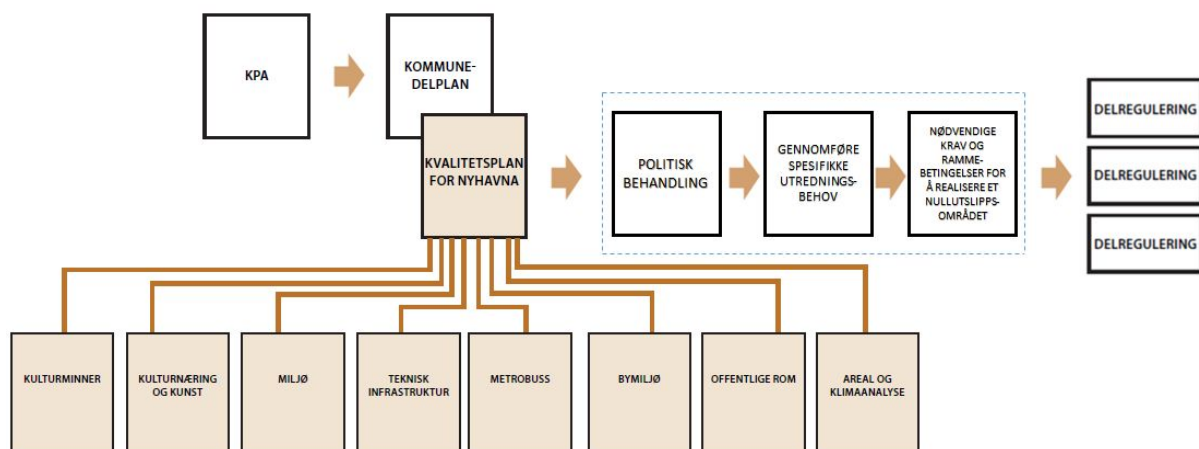 KPA
KOMMUNE-
DELPLAN
KVALITETSPLAN
FOR NYHAVNA
POLITISK
BEHANDLING
GENNOMFØRE
SPESIFIKKE
UTREDNINGS-
BEHOV
NØDVENDIGE
KRAV OG
RAMME-
BETINGELSER FOR
Å REALISERE ET
NULLUTSLIPPS-
OMRÅDET
DELREGULERING
DELREGULERING
DELREGULERING
KULTURMINNER
KULTURNÆRING
OG KUNST
MILJØ
TEKNISK
INFRASTRUKTUR
METROBUSS
BYMILJØ
OFFENTLIGE ROM
AREAL OG
KLIMAANALYSE